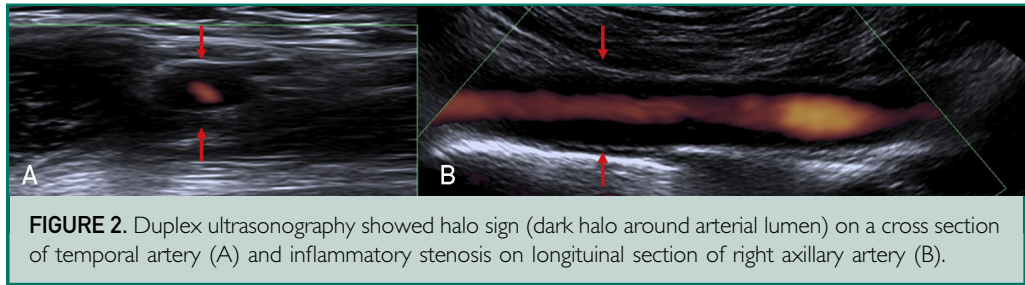 A
B
FIGURE 2. Duplex ultrasonography showed halo sign (dark halo around arterial lumen) on a cross section
of temporal artery (A) and inflammatory stenosis on longituinal section of right axillary artery (B).